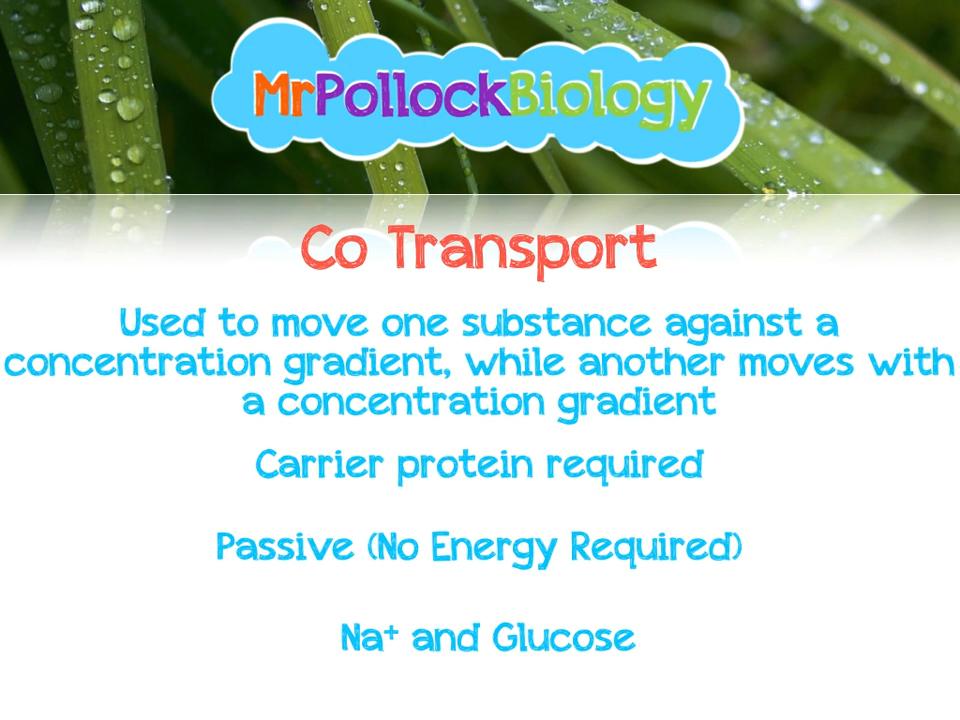 MrPollockBiology
Co Transport
Used to move one substance against a
concentration gradient, while another moves with
a concentration gradient
Carrier protein required
Passive (No Energy Required)
Na⁺ and Glucose